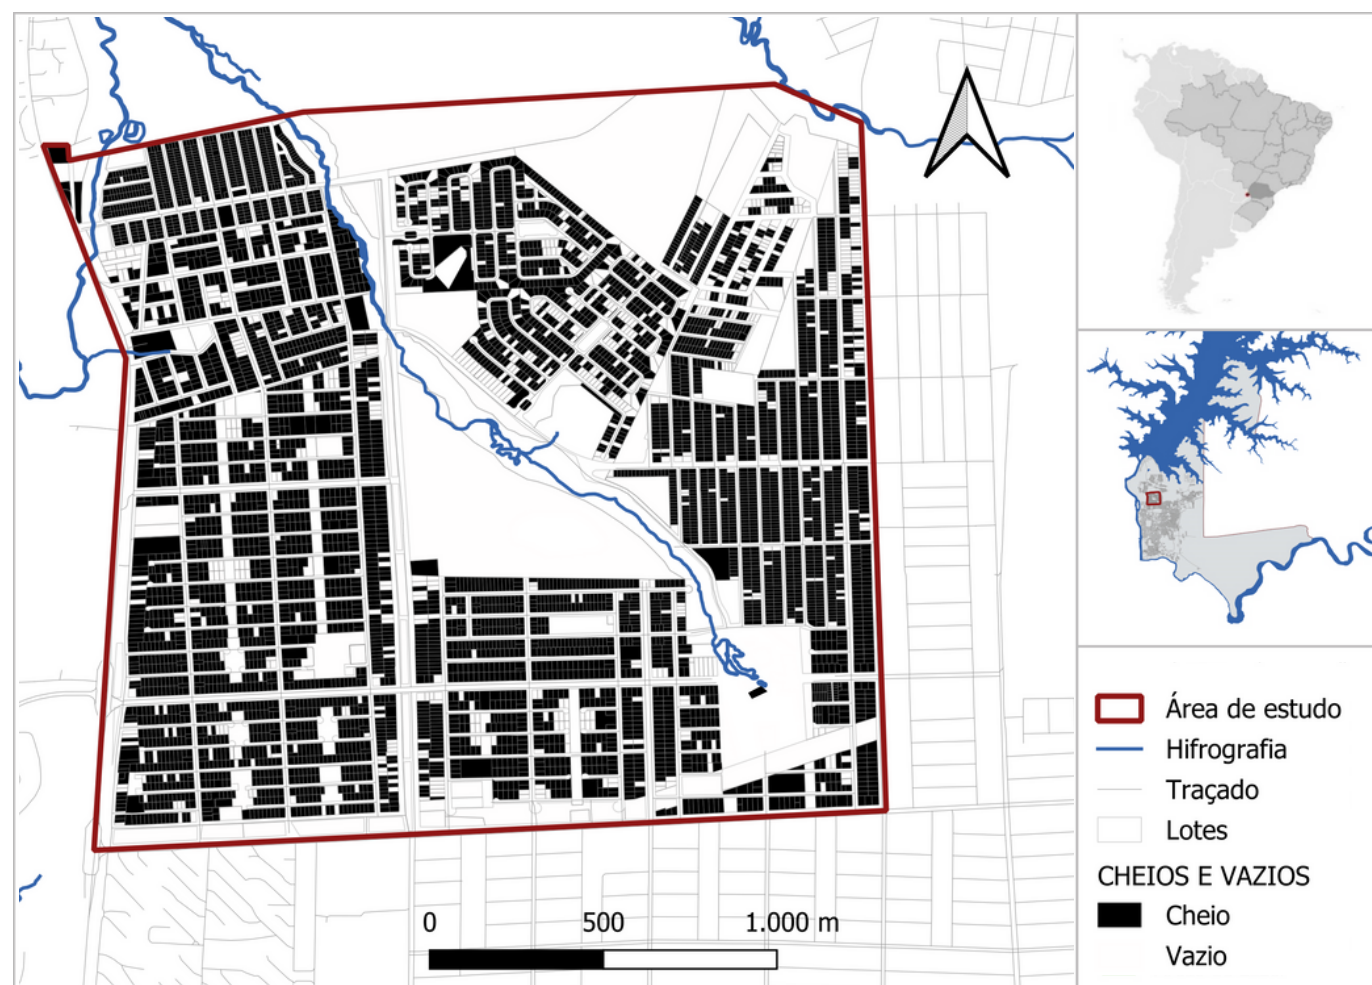 0 500 1.000 m
Área de estudo
Hifrografia
Traçado
Lotes
CHEIOS E VAZIOS
Cheio
Vazio